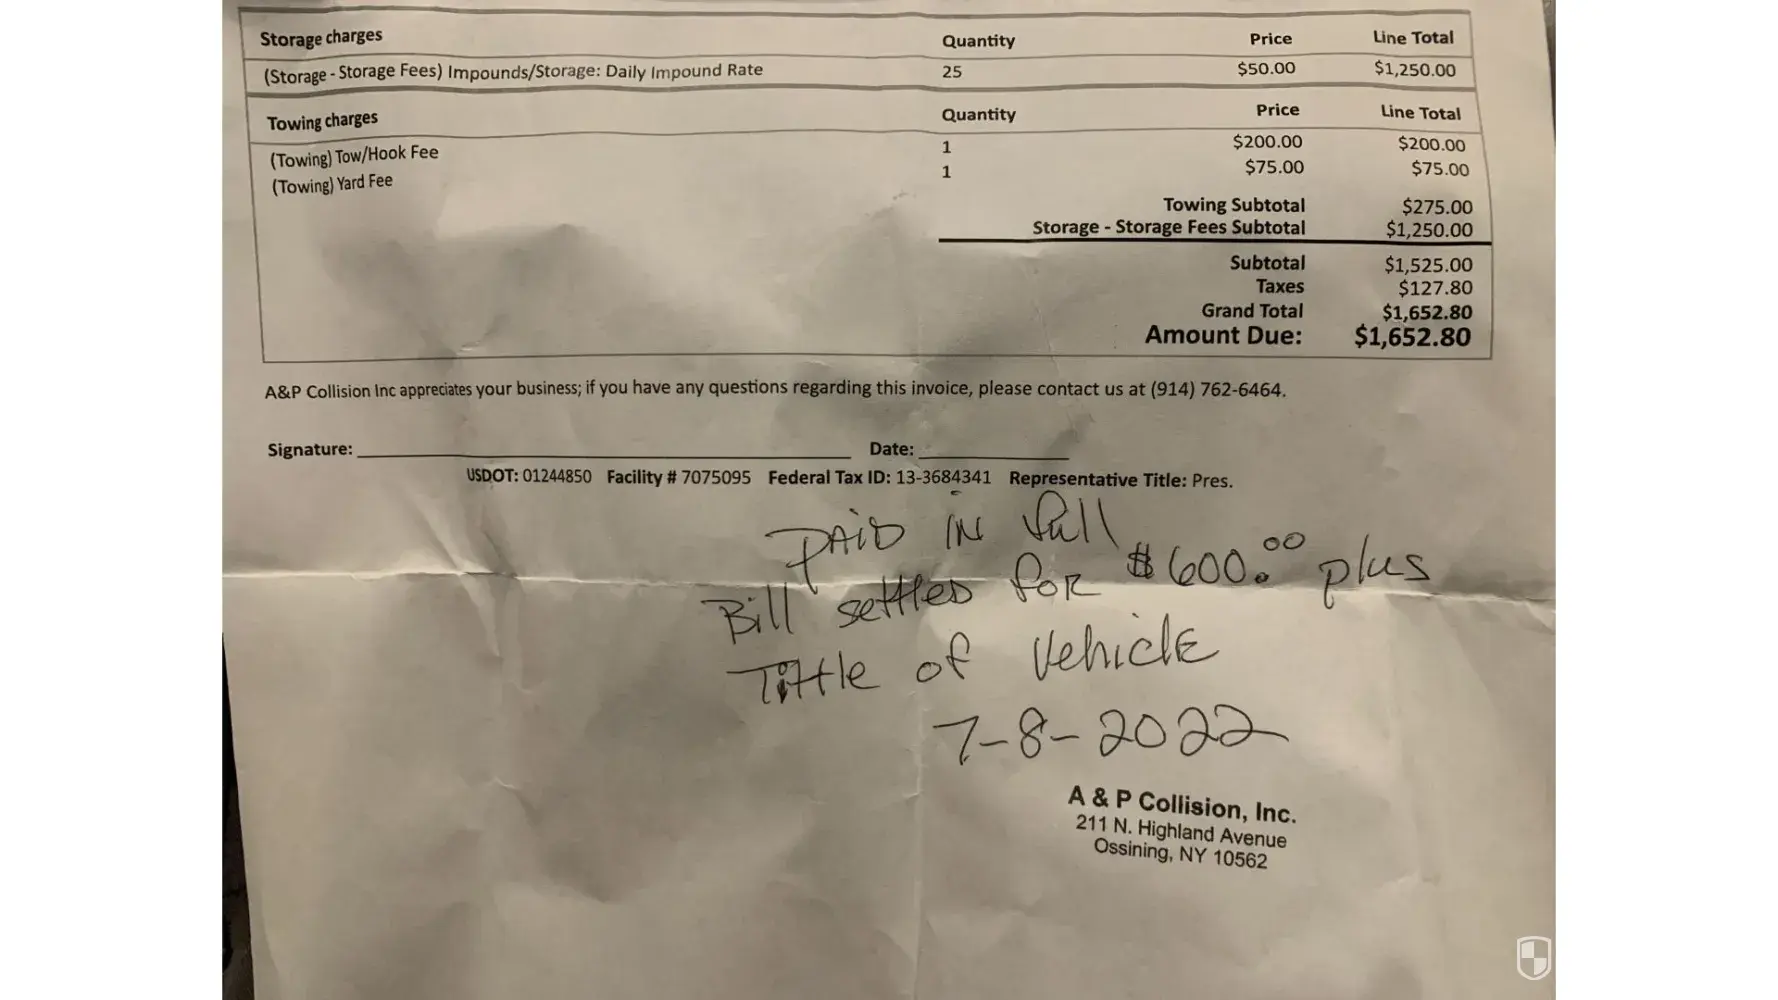 Storage charges Quantity Price Line Total
(Storage - Storage Fees) Impounds/Storage: Daily Impound Rate 25 $50.00 $1,250.00
Towing charges Quantity Price Line Total
(Towing) Tow/Hook Fee 1 $200.00 $200.00
(Towing) Yard Fee 1 $75.00 $75.00
Towing Subtotal $275.00
Storage - Storage Fees Subtotal $1,250.00
Subtotal $1,525.00
Taxes $127.80
Grand Total $1,652.80
Amount Due: $1,652.80
A&P Collision Inc appreciates your business; if you have any questions regarding this invoice, please contact us at (914) 762-6464.
Signature: Date:
USDOT: 01244850 Facility # 7075095 Federal Tax ID: 13-3684341 Representative Title: Pres.
PAID IN full
Bill settled for $600.00 plus
Tittle of Vehicle
7-8-2022
A & P Collision, Inc.
211 N. Highland Avenue
Ossining, NY 10562